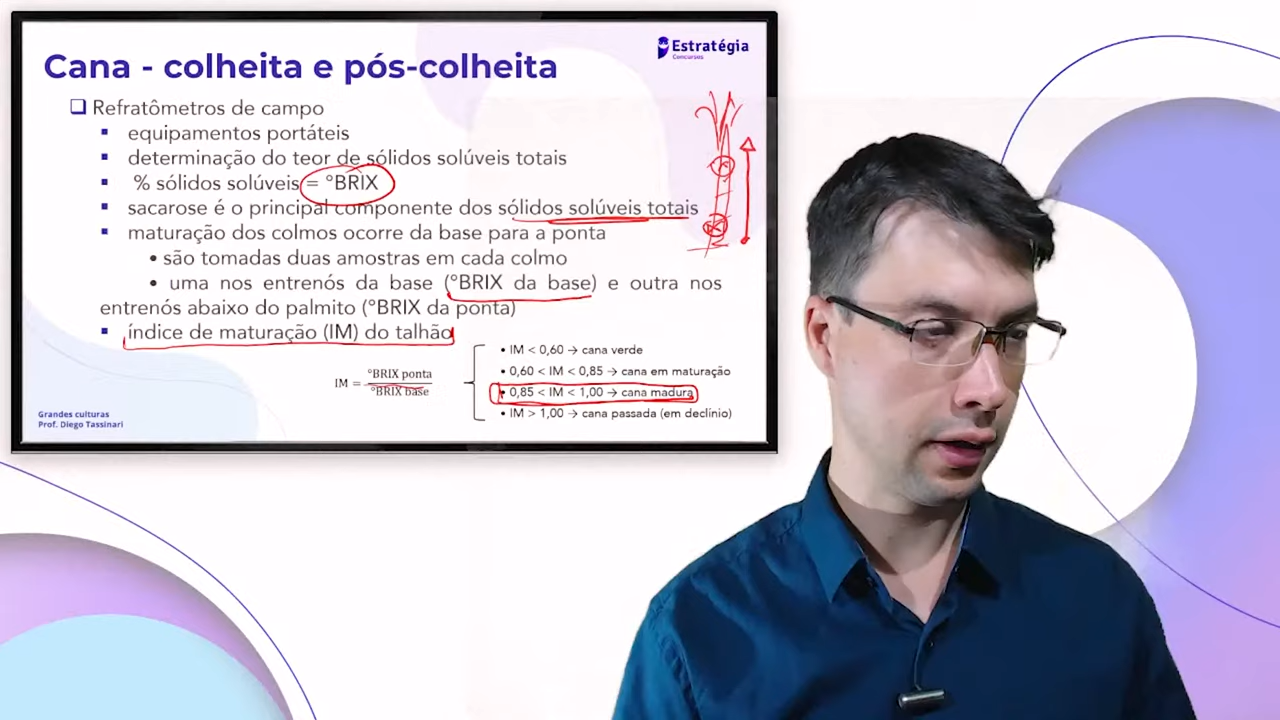 Estratégia
Concursos
Cana - colheita e pós-colheita
Refratômetros de campo
equipamentos portáteis
determinação do teor de sólidos solúveis totais
% sólidos solúveis = °BRIX
sacarose é o principal componente dos sólidos solúveis totais
maturação dos colmos ocorre da base para a ponta
• são tomadas duas amostras em cada colmo
• uma nos entrenós da base (°BRIX da base) e outra nos
entrenós abaixo do palmito (°BRIX da ponta)
índice de maturação (IM) do talhão
IM = °BRIX ponta
°BRIX base
• IM < 0,60 → cana verde
• 0,60 < IM < 0,85 → cana em maturação
• 0,85 < IM < 1,00 → cana madura
• IM > 1,00 → cana passada (em declínio)
Grandes culturas
Prof. Diego Tassinari